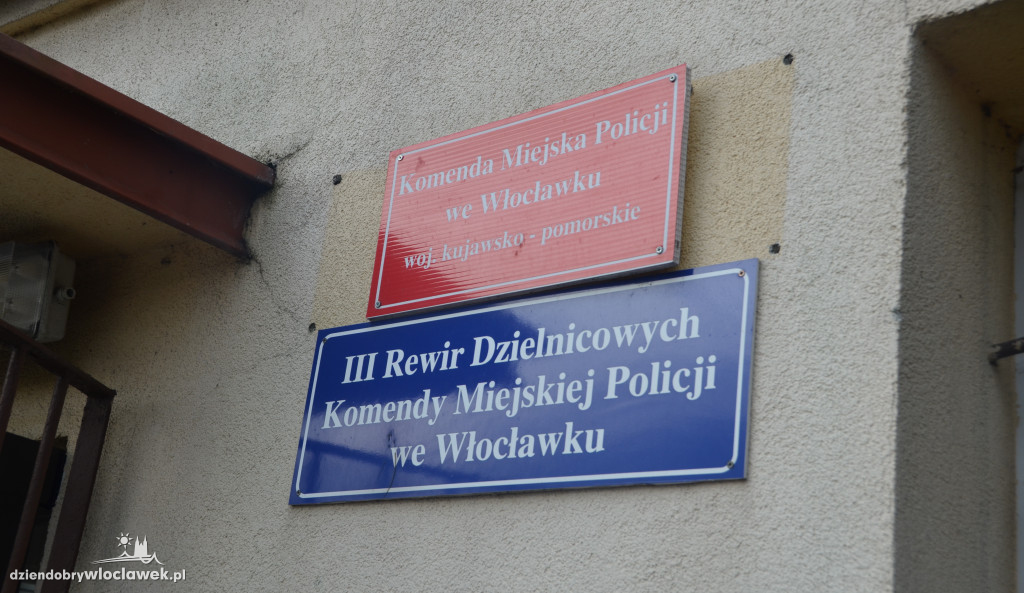 Komenda Miejska Policji
we Włocławku
woj. kujawsko - pomorskie
III Rewir Dzielnicowych
Komendy Miejskiej Policji
we Włocławku
dziendobrywloclawek.pl